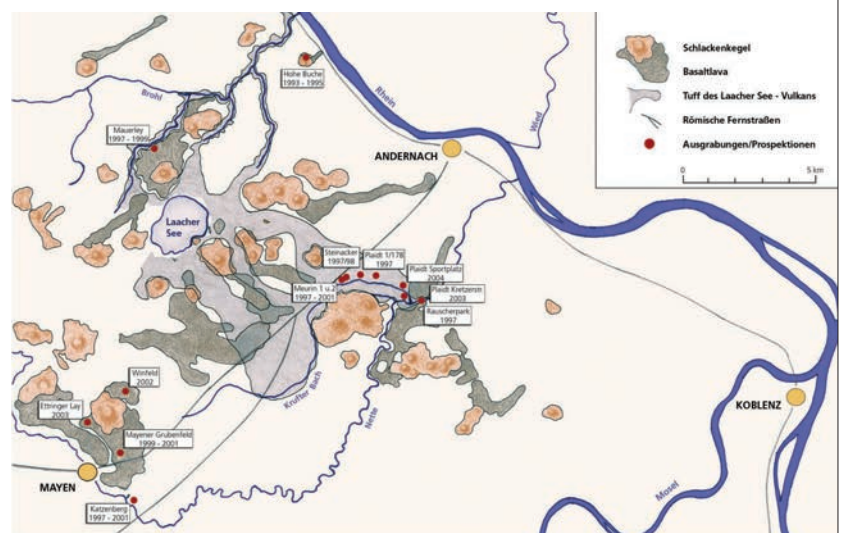 Schlackenkegel
Basaltlava
Tuff des Laacher See - Vulkans
Römische Fernstraßen
Ausgrabungen/Prospektionen
0
5 km
Hohe Buche
1993 - 1995
Brohl
Rhein
Wied
Mauerley
1997 - 1999
ANDERNACH
Laacher
See
Steinacker
1997/98
Plaidt 1/178
1997
Plaidt Sportplatz
2004
Meurin 1 u.2
1997 - 2001
Plaidt Kretzerstr.
2003
Rauscherpark
1997
Winfeld
2002
Krufter Bach
Nette
Ettringer Lay
2003
KOBLENZ
Mayener Grubenfeld
1999 - 2001
MAYEN
Mosel
Katzenberg
1997 - 2001